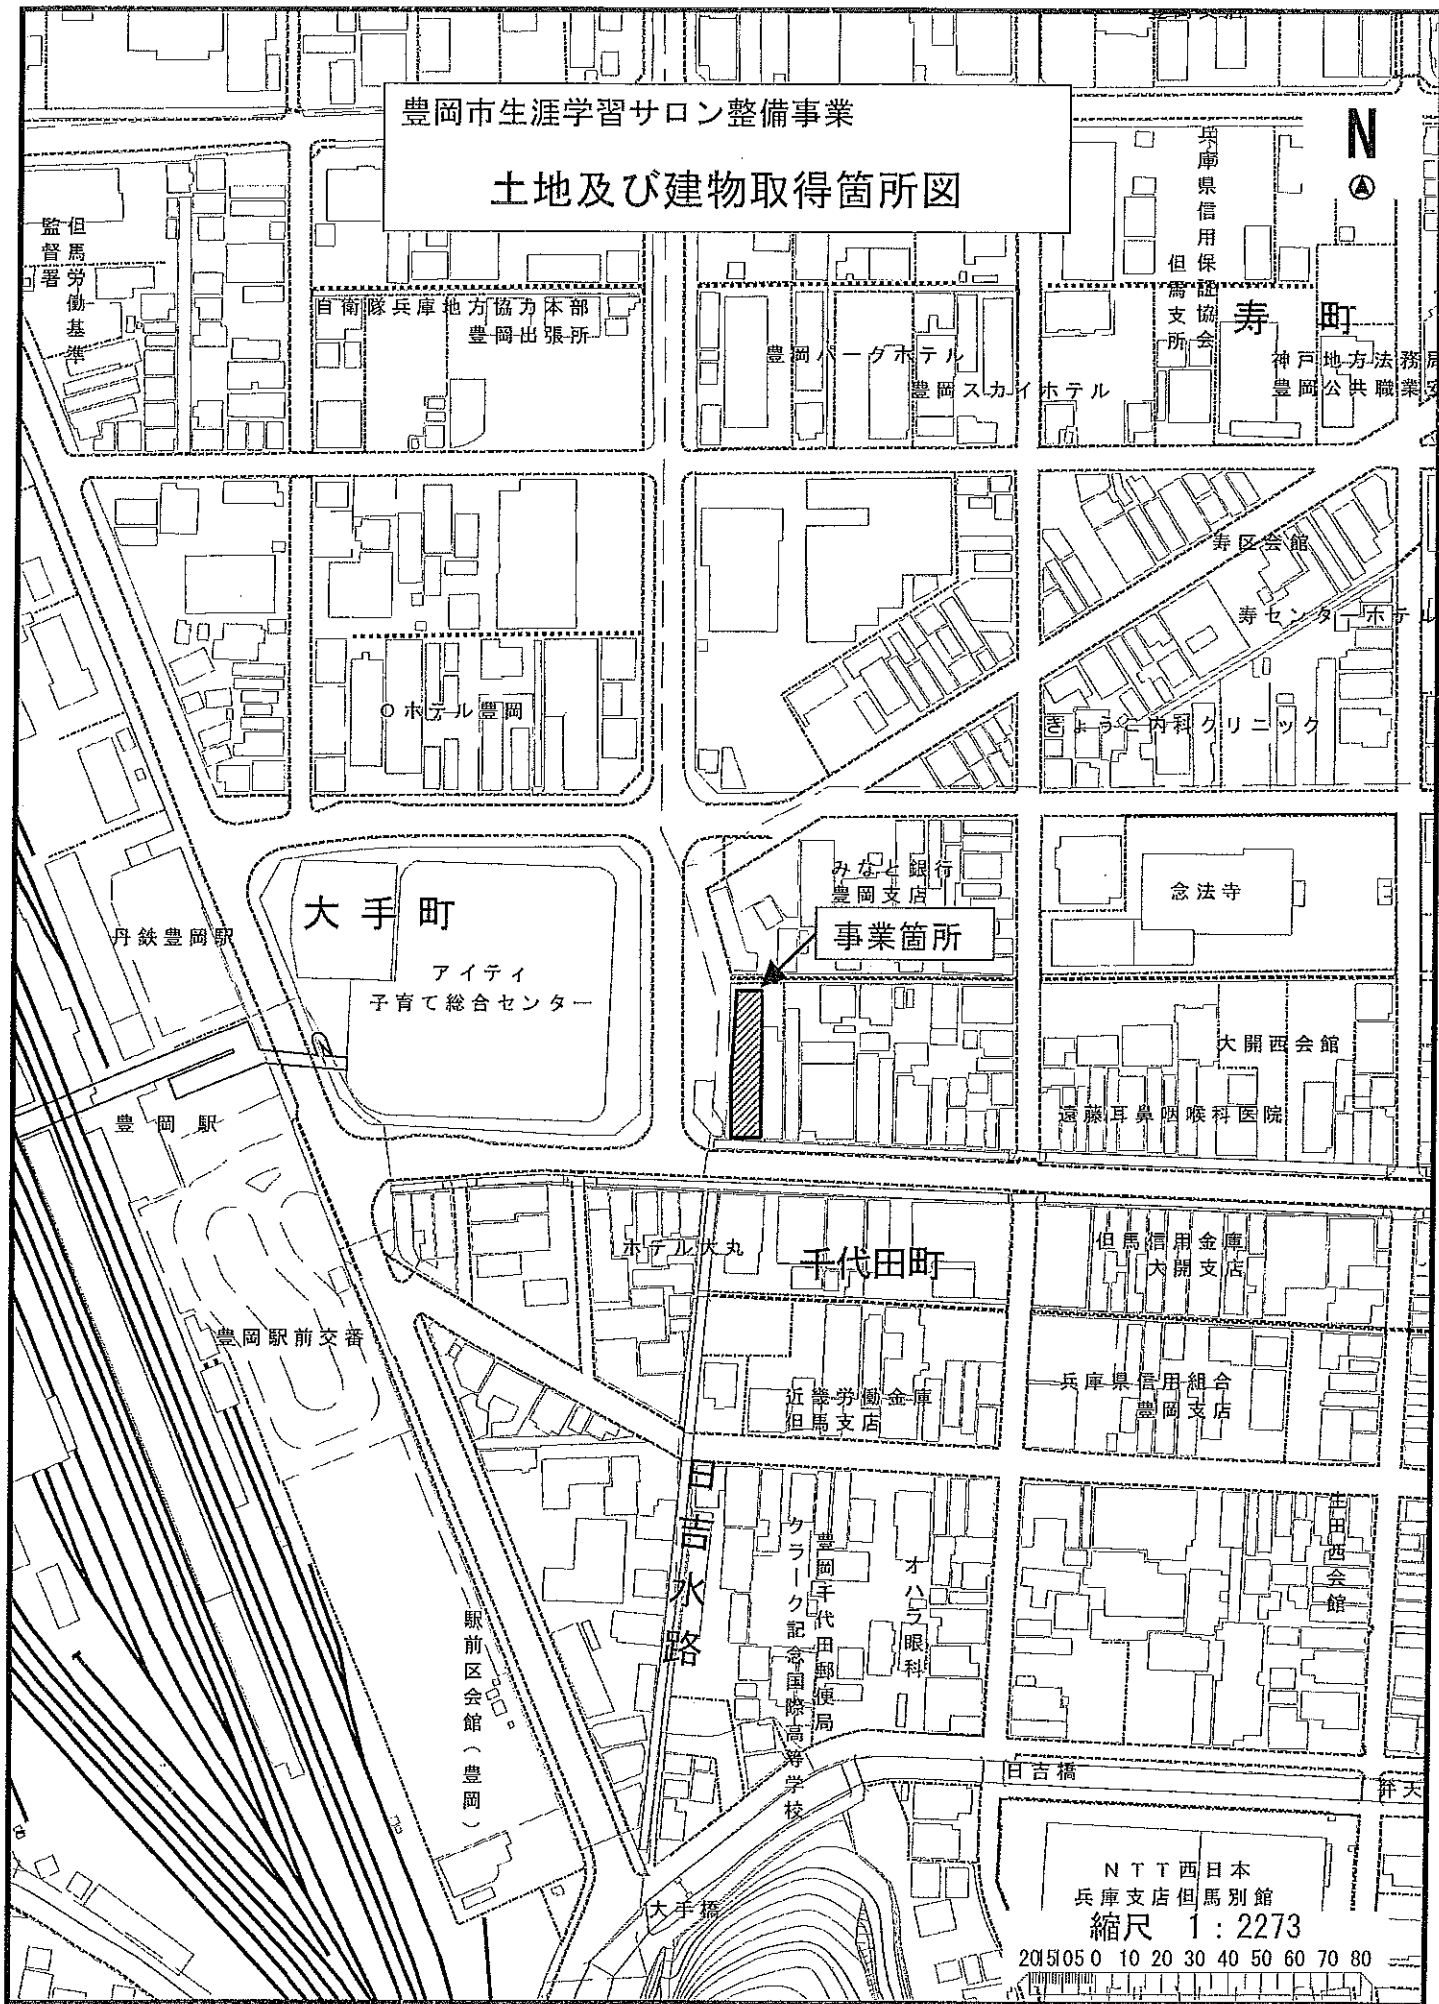 豊岡市生涯学習サロン整備事業
土地及び建物取得箇所図
N
但馬労働基準
監督署
自衛隊兵庫地方協力本部
豊岡出張所
豊岡パークホテル
豊岡スカイホテル
兵庫県信用保証協会
但馬支所
寿町
神戸地方法務局
豊岡公共職業安
寿区会館
寿センターホテル
Oホテル豊岡
きょうこ内科クリニック
みなと銀行
豊岡支店
念法寺
大手町
丹鉄豊岡駅
事業箇所
アイティ
子育て総合センター
大開西会館
豊岡駅
遠藤耳鼻咽喉科医院
ホテル大丸
千代田町
但馬信用金庫
大開支店
豊岡駅前交番
近畿労働金庫
但馬支店
兵庫県信用組合
豊岡支店
日吉水路
クラーク記念国際高等学校
豊岡千代田郵便局
オハラ眼科
生田西会館
駅前区会館(豊岡)
日吉橋
弁天
大手橋
NTT西日本
兵庫支店但馬別館
縮尺 1:2273
20151050 10 20 30 40 50 60 70 80